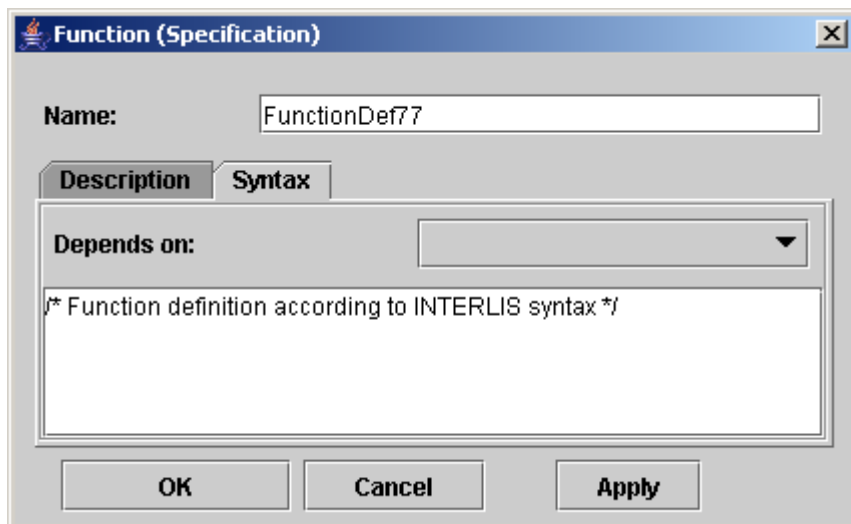 Function (Specification)
Name: FunctionDef77
Description Syntax
Depends on:
/* Function definition according to INTERLIS syntax */
OK Cancel Apply